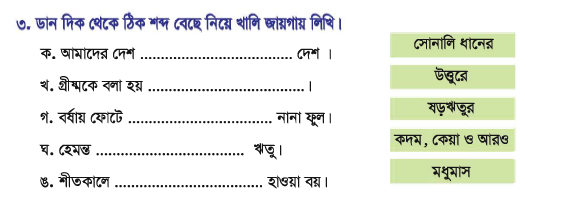 ৩. ডান দিক থেকে ঠিক শব্দ বেছে নিয়ে খালি জায়গায় লিখি।
ক. আমাদের দেশ ...................................... দেশ ।
খ. গ্রীষ্মকে বলা হয় .......................................।
গ. বর্ষায় ফোটে .................................... নানা ফুল।
ঘ. হেমন্ত ..................................... ঋতু।
ঙ. শীতকালে ..................................... হাওয়া বয়।
সোনালি ধানের
উত্তুরে
ষড়ঋতুর
কদম, কেয়া ও আরও
মধুমাস